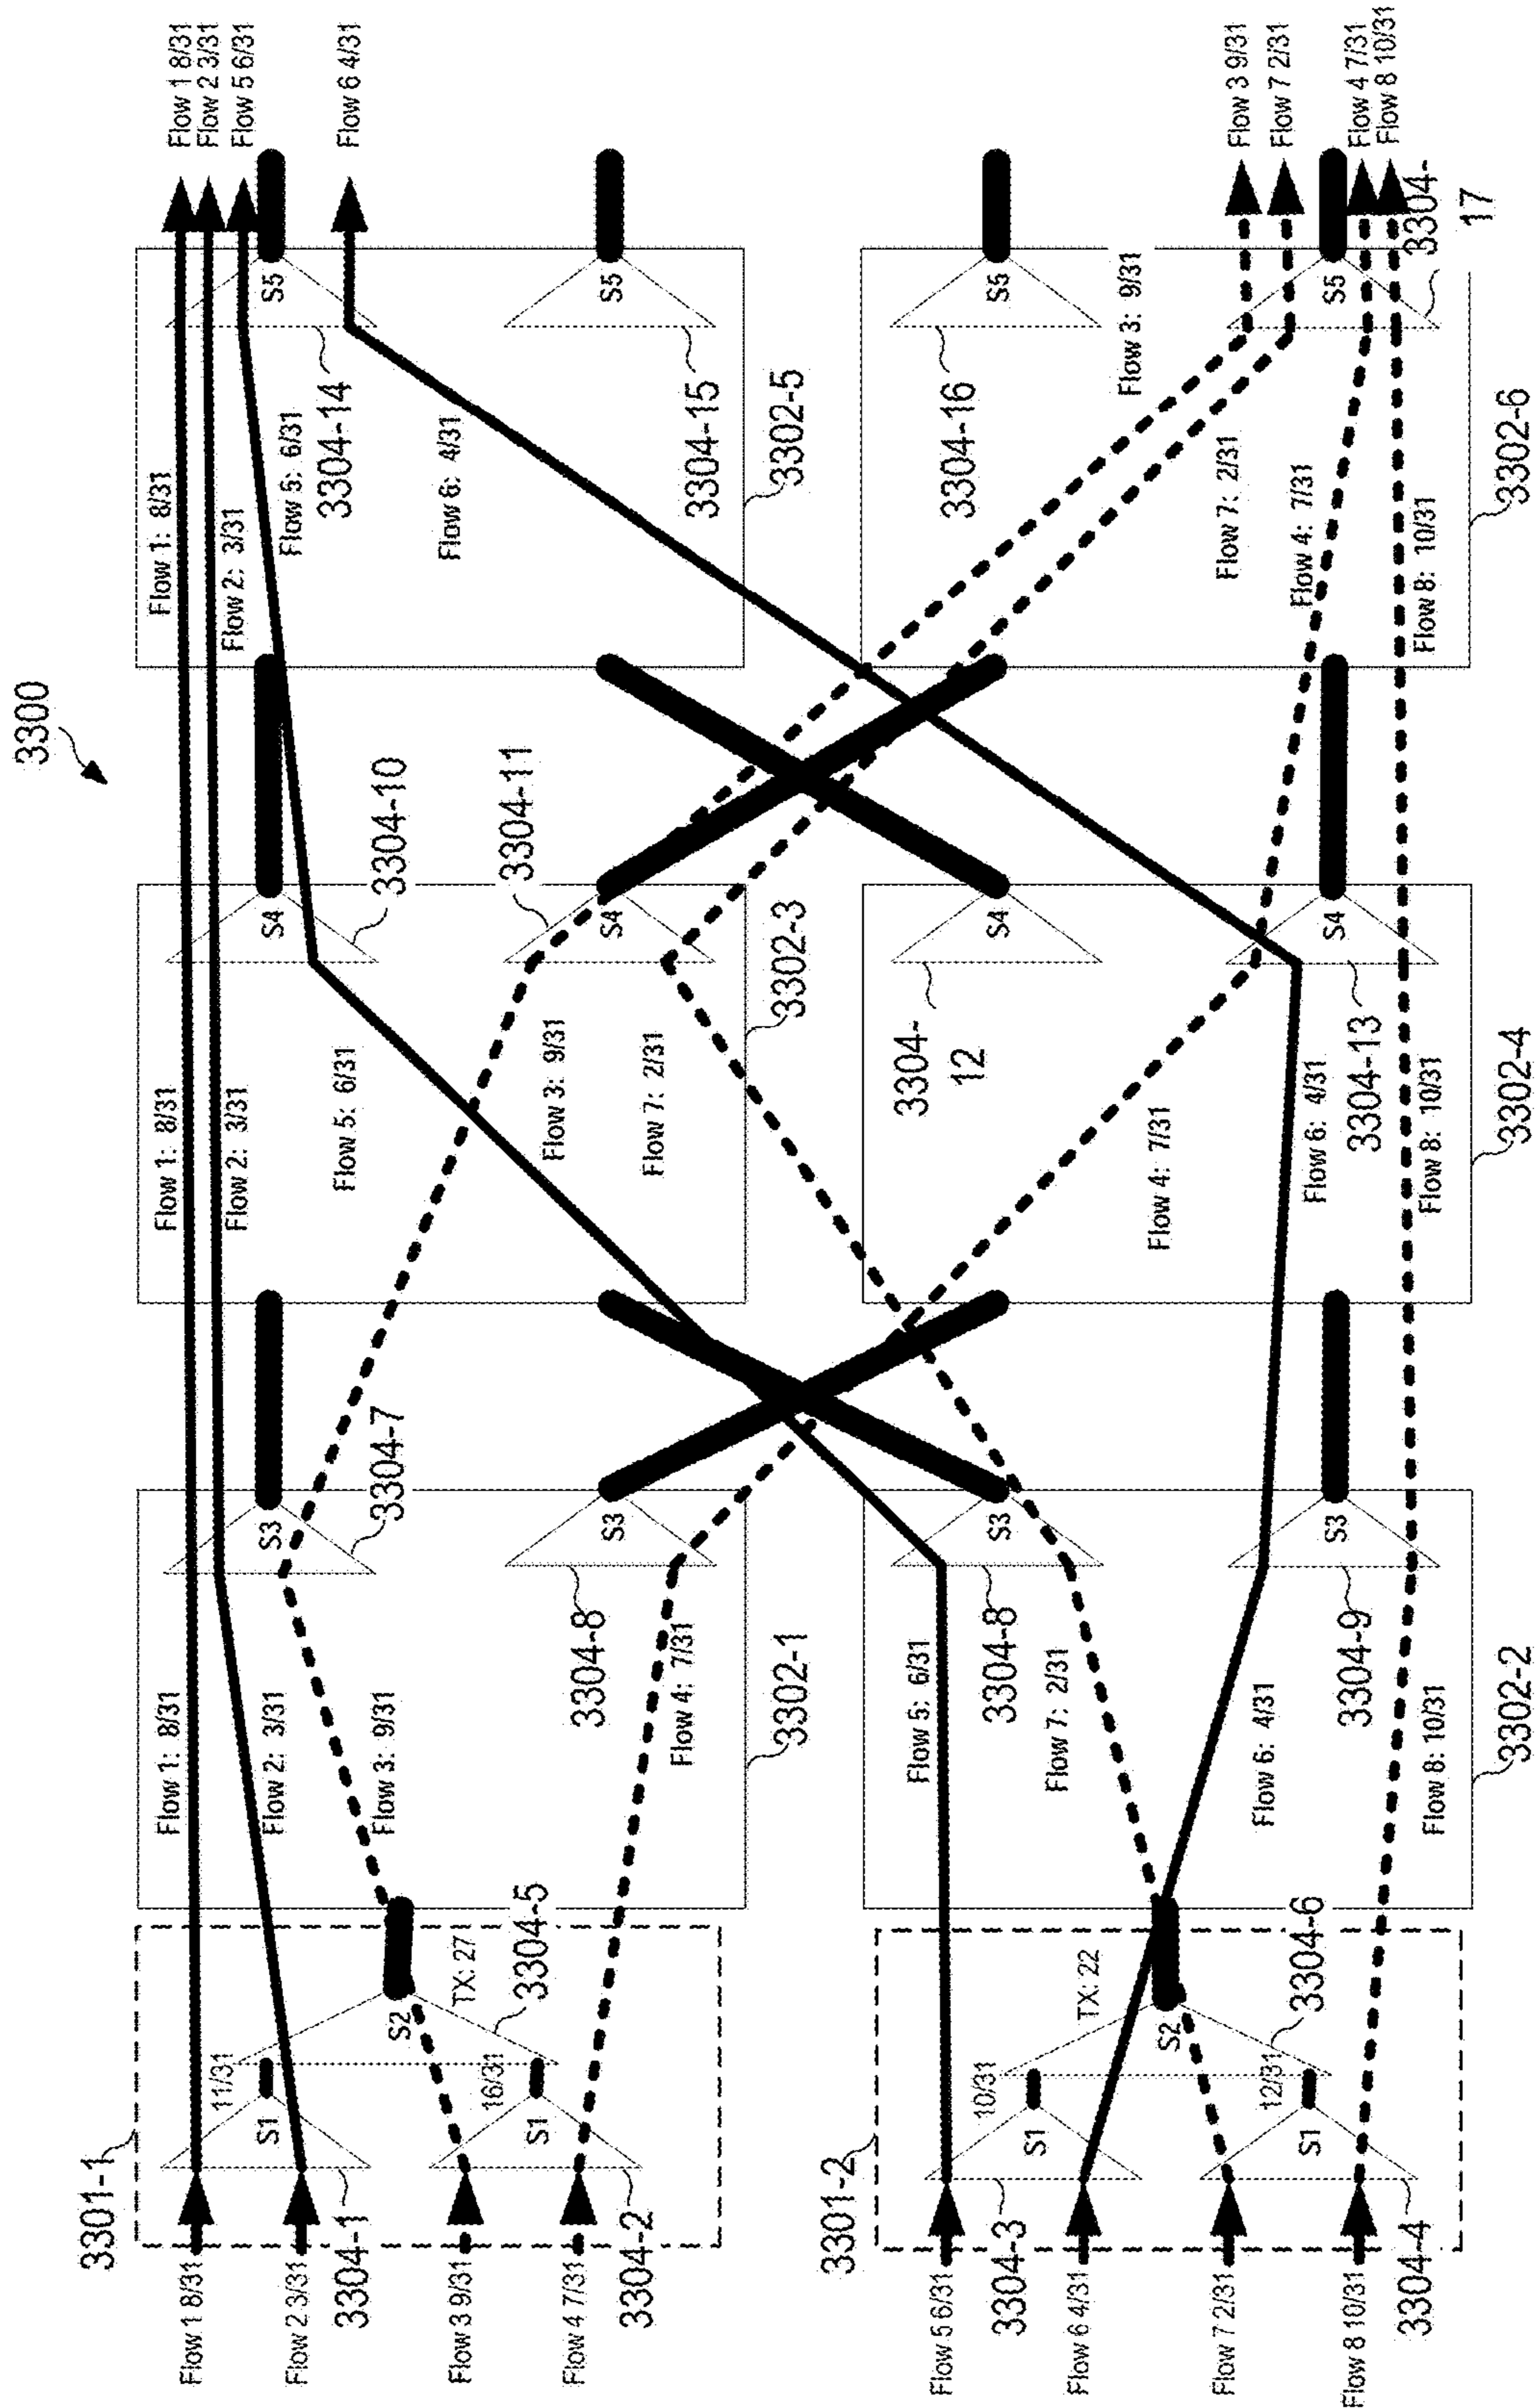 3300
3301-1
Flow 1 8/31
Flow 2 3/31
3304-1
Flow 3 9/31
Flow 4 7/31
3304-2
S1
11/31
S1
16/31
S2
TX: 27
3304-5
Flow 1: 8/31
Flow 2: 3/31
Flow 3: 9/31
Flow 4: 7/31
3304-8
3302-1
S3
3304-7
S3
Flow 1: 8/31
Flow 2: 3/31
Flow 5: 6/31
Flow 3: 9/31
Flow 7: 2/31
3302-3
S4
3304-10
S4
3304-11
Flow 1: 8/31
Flow 2: 3/31
Flow 5: 6/31
3304-14
Flow 6: 4/31
3304-15
3302-5
S5
S5
Flow 1 8/31
Flow 2 3/31
Flow 5 6/31
Flow 6 4/31
3301-2
Flow 5 6/31
3304-3
Flow 6 4/31
Flow 7 2/31
Flow 8 10/31
3304-4
S1
10/31
S1
12/31
S2
TX: 22
3304-6
Flow 5: 6/31
3304-8
Flow 7: 2/31
Flow 6: 4/31
3304-9
Flow 8: 10/31
3302-2
S3
S3
3304-
12
Flow 4: 7/31
Flow 6: 4/31
3304-13
Flow 8: 10/31
3302-4
S4
S4
3304-16
Flow 3: 9/31
Flow 7: 2/31
Flow 4: 7/31
Flow 8: 10/31
3302-6
S5
S5
Flow 3 9/31
Flow 7 2/31
Flow 4 7/31
Flow 8 10/31
3304-
17